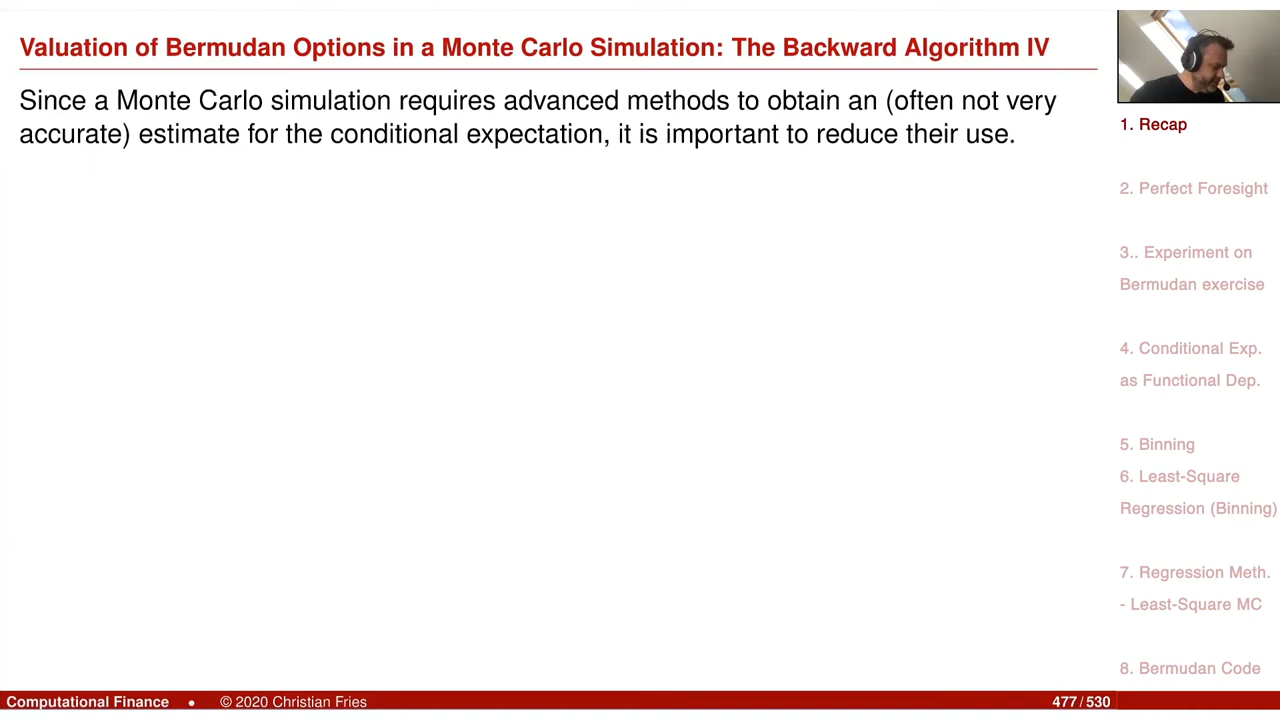 Valuation of Bermudan Options in a Monte Carlo Simulation: The Backward Algorithm IV
Since a Monte Carlo simulation requires advanced methods to obtain an (often not very
accurate) estimate for the conditional expectation, it is important to reduce their use.
1. Recap
2. Perfect Foresight
3.. Experiment on
Bermudan exercise
4. Conditional Exp.
as Functional Dep.
5. Binning
6. Least-Square
Regression (Binning)
7. Regression Meth.
- Least-Square MC
8. Bermudan Code
Computational Finance • © 2020 Christian Fries 477 / 530